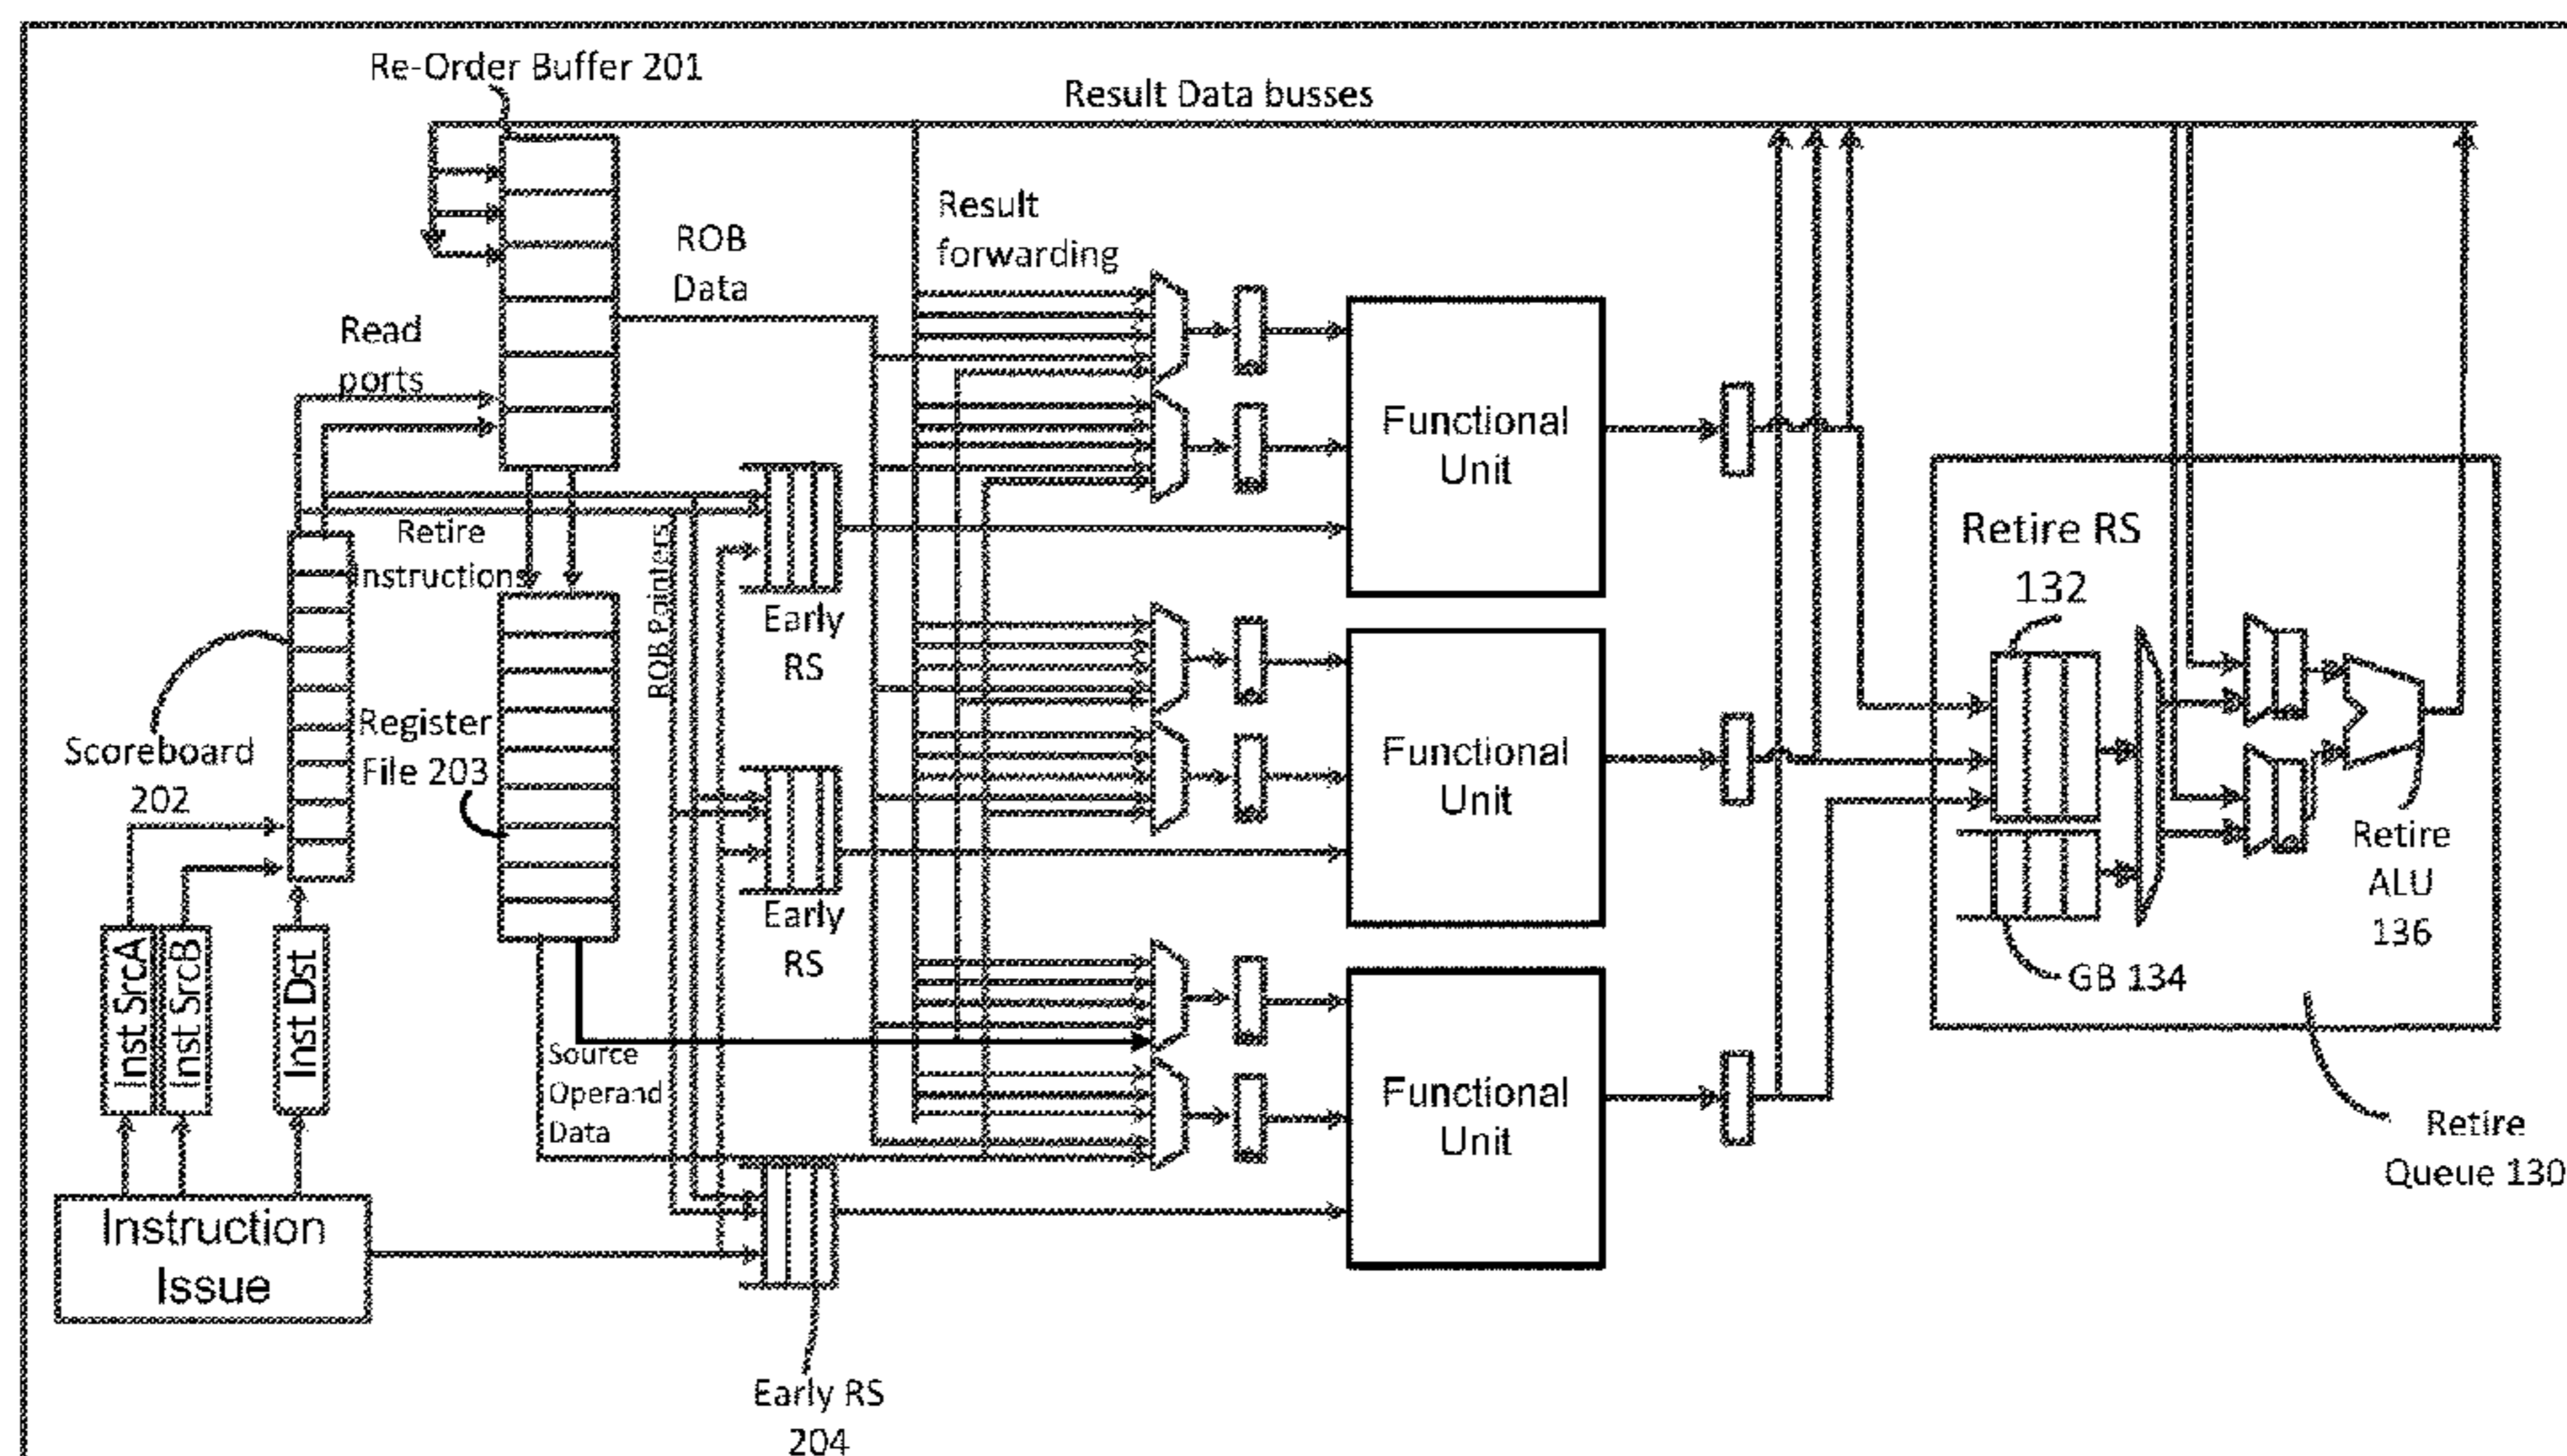 Re-Order Buffer 201
Result Data busses
Result
forwarding
ROB
Data
Read
ports
Functional
Unit
Retire
Instructions
ROB Pointers
Early
RS
Retire RS
132
Scoreboard
202
Register
File 203
Functional
Unit
Retire
ALU
136
Early
RS
GB 134
Inst SrcA
Inst SrcB
Inst Dst
Source
Operand
Data
Functional
Unit
Retire
Queue 130
Instruction
Issue
Early RS
204